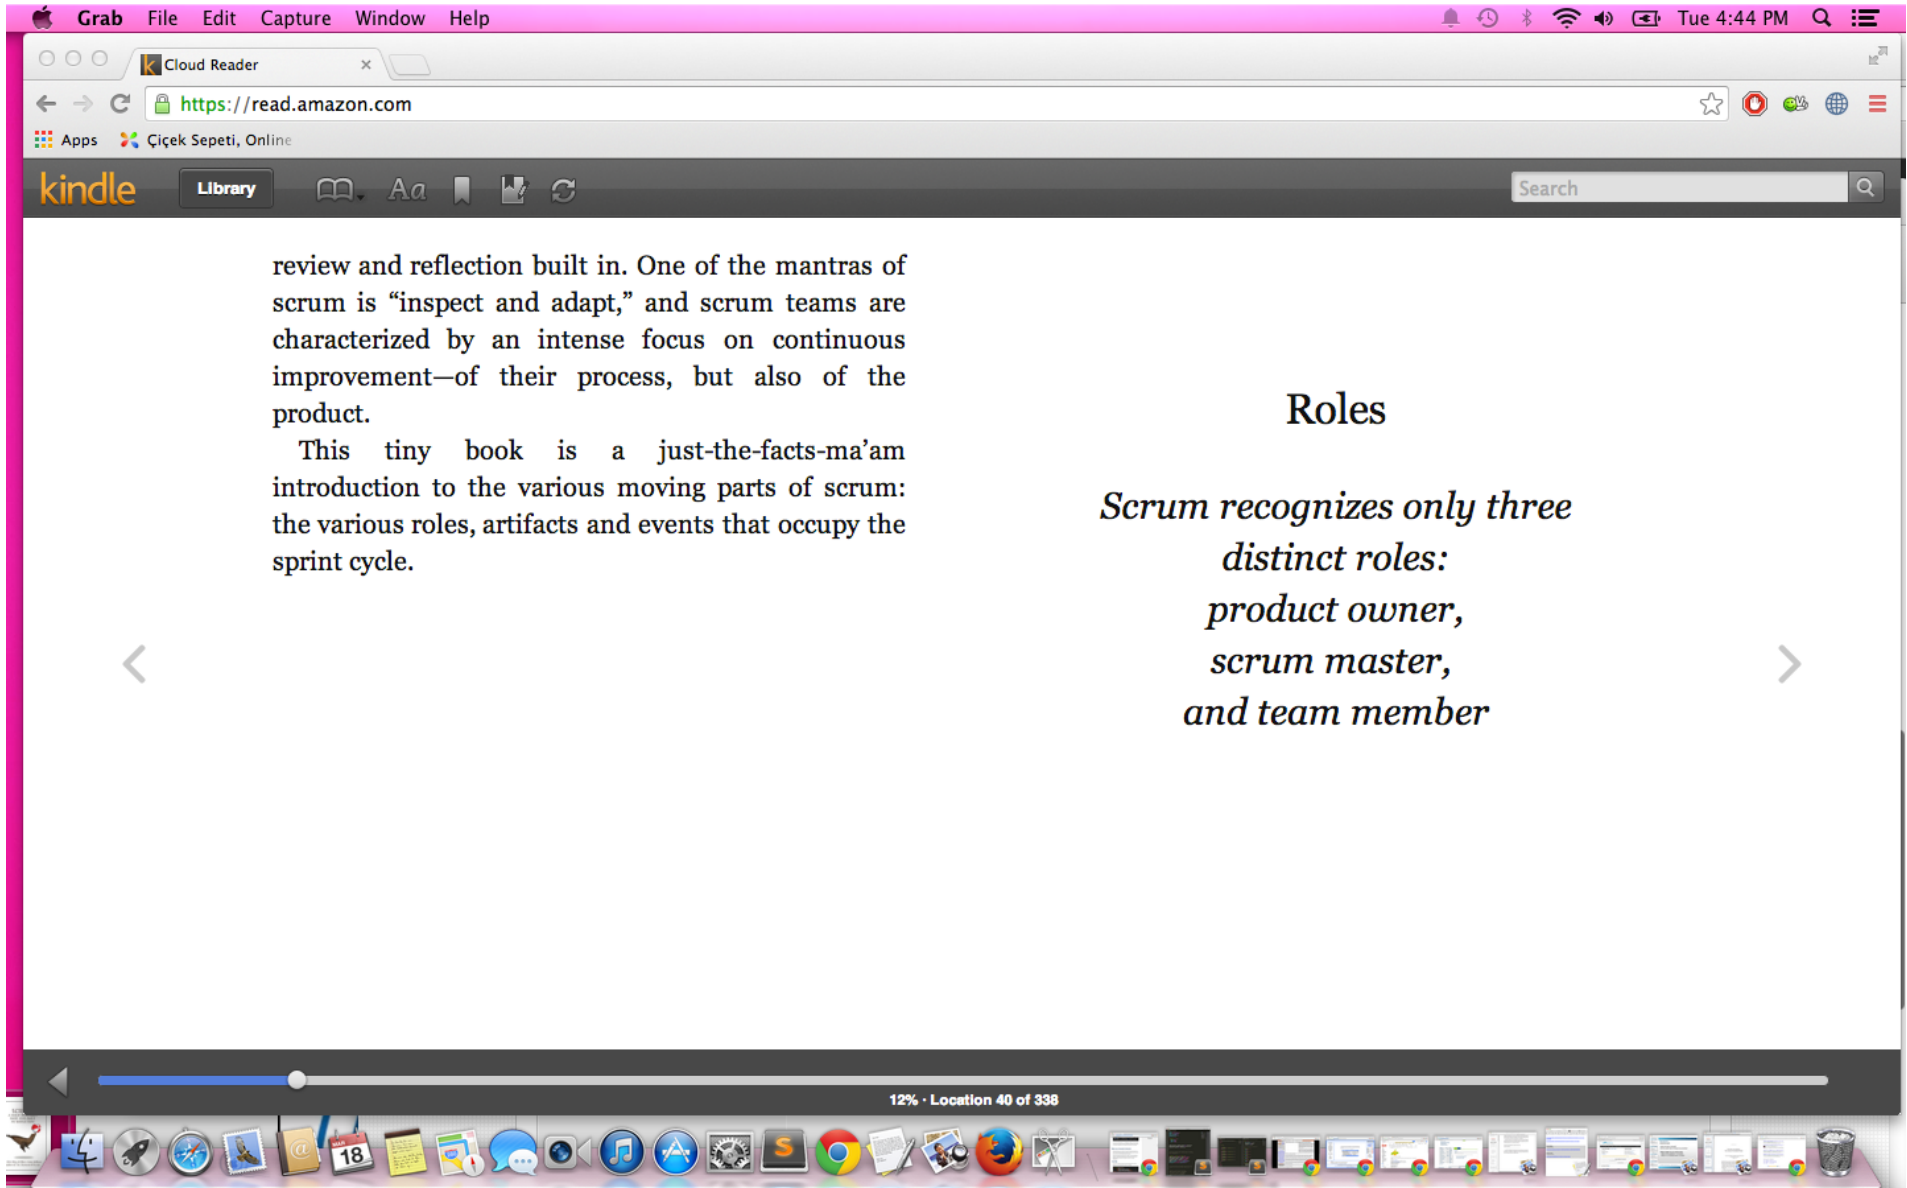 Grab File Edit Capture Window Help
Tue 4:44 PM
Cloud Reader
https://read.amazon.com
Apps Çiçek Sepeti, Online
kindle Library Aa Search
review and reflection built in. One of the mantras of
scrum is “inspect and adapt,” and scrum teams are
characterized by an intense focus on continuous
improvement—of their process, but also of the
product.
This tiny book is a just-the-facts-ma’am
introduction to the various moving parts of scrum:
the various roles, artifacts and events that occupy the
sprint cycle.
Roles
Scrum recognizes only three
distinct roles:
product owner,
scrum master,
and team member
12% · Location 40 of 338
MAR
18